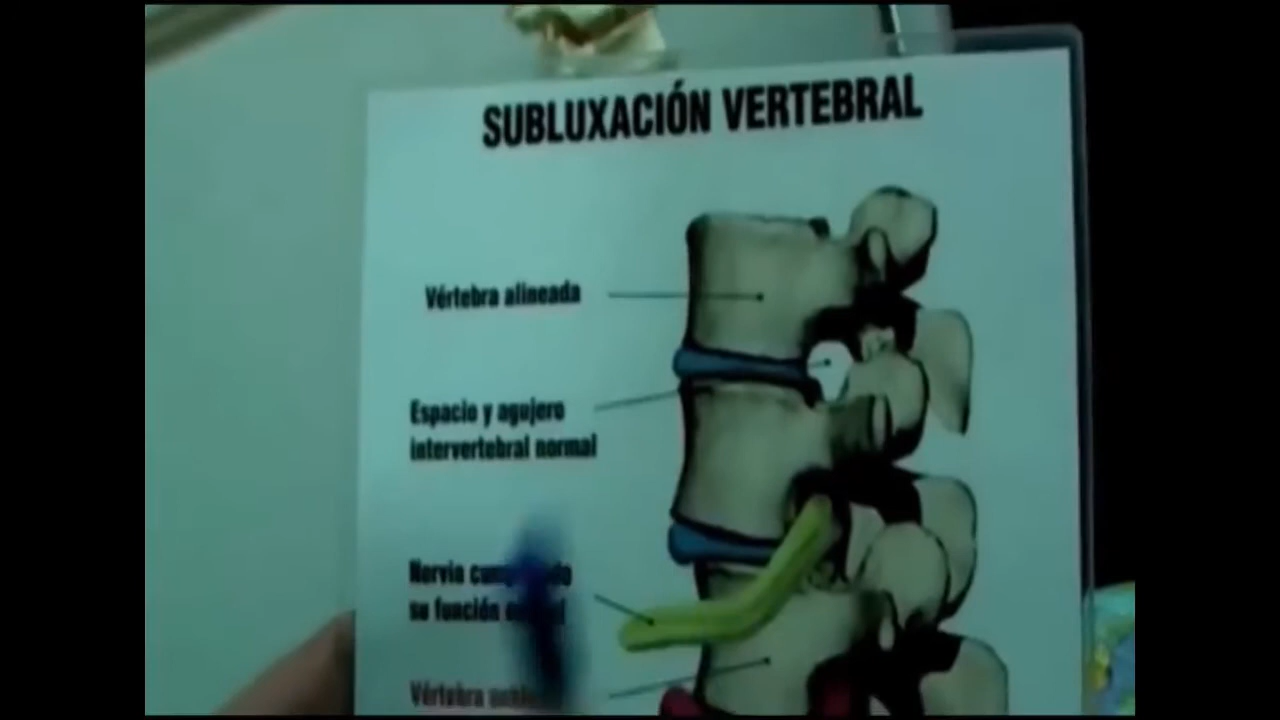 SUBLUXACIÓN VERTEBRAL
Vértebra alineada
Espacio y agujero
intervertebral normal
Nervio
su función
Vértebra